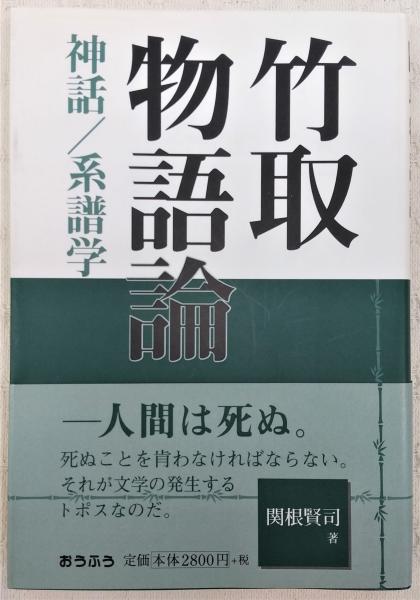 竹取
物語論
神話／系譜学
―人間は死ぬ。
死ぬことを肯わなければならない。
それが文学の発生する
トポスなのだ。
関根賢司
著
おうふう 定価 本体2800円+税